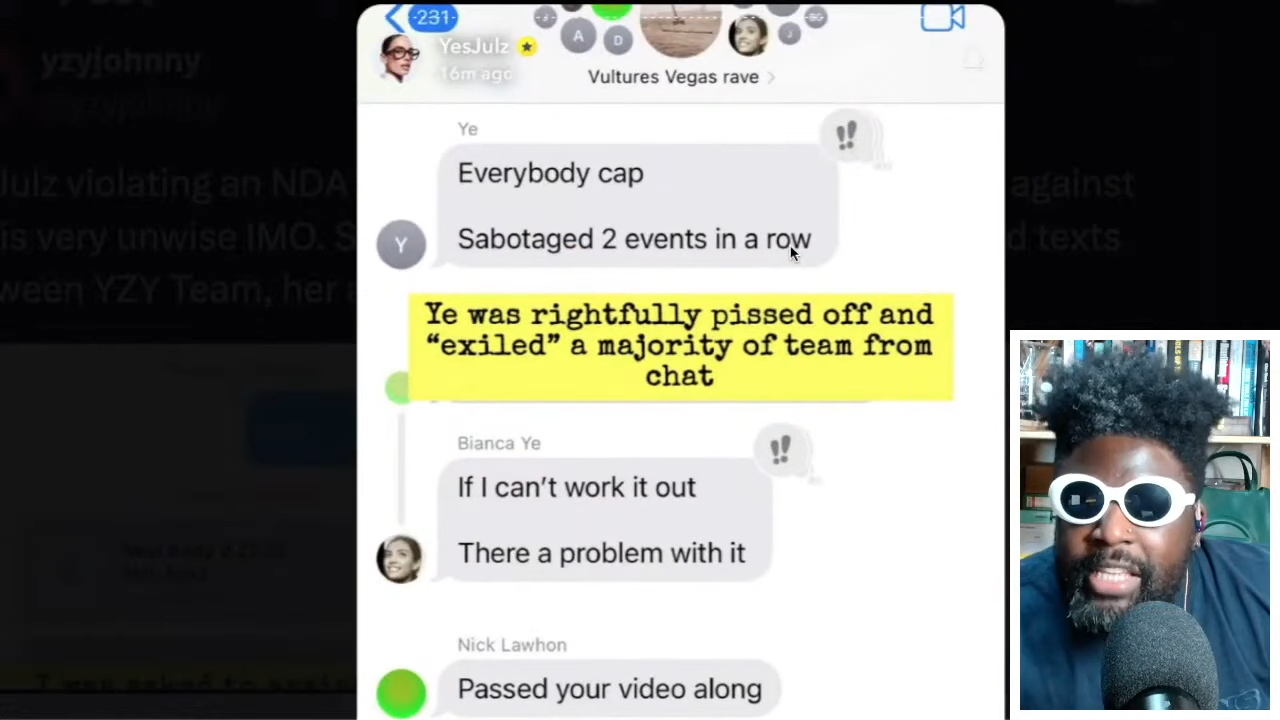 231
YesJulz
16m ago
A
D
J
Vultures Vegas rave
yzyjohnny
Ye
Everybody cap
Julz violating an NDA
against
is very unwise IMO. S
d texts
Sabotaged 2 events in a row
Y
ween YZY Team, her
Ye was rightfully pissed off and
“exiled” a majority of team from
chat
Bianca Ye
If I can’t work it out
There a problem with it
Nick Lawhon
Passed your video along